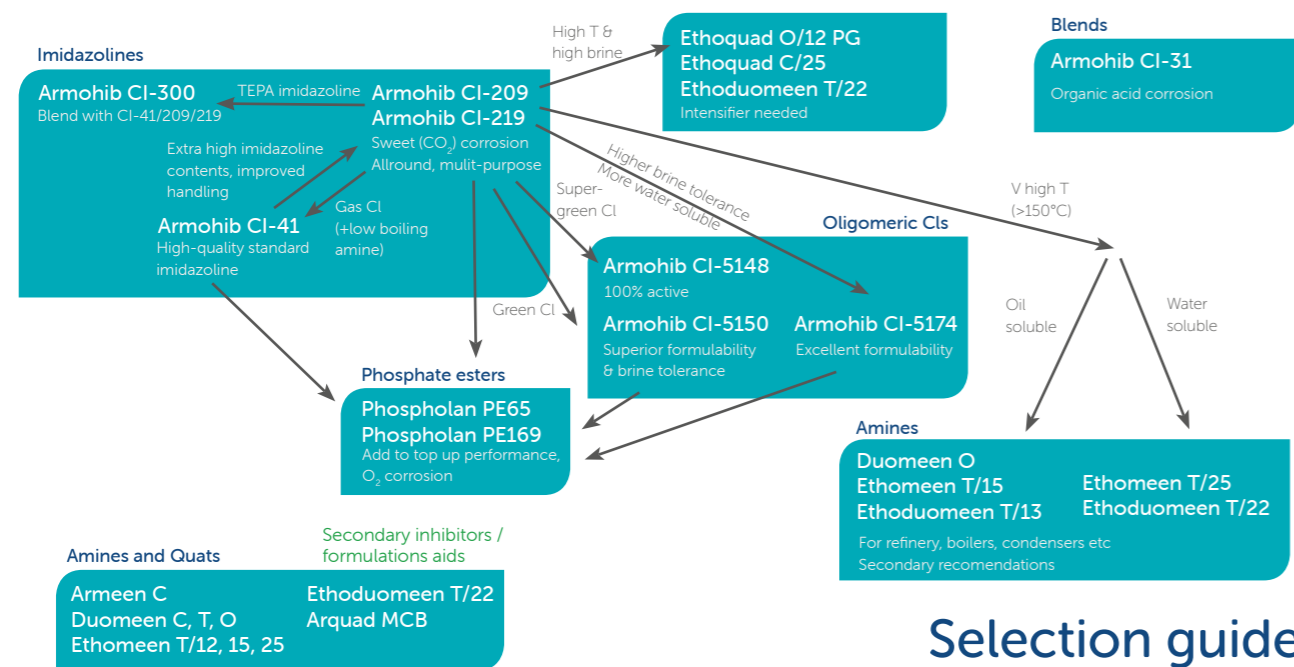 Imidazolines
Armohib CI-300
Blend with CI-41/209/219
TEPA imidazoline
Armohib CI-209
Armohib CI-219
Sweet (CO₂) corrosion
Allround, mulit-purpose
Extra high imidazoline
contents, improved
handling
Armohib CI-41
High-quality standard
imidazoline
Gas CI
(+low boiling
amine)
High T &
high brine
Ethoquad O/12 PG
Ethoquad C/25
Ethoduomeen T/22
Intensifier needed
Blends
Armohib CI-31
Organic acid corrosion
Super-
green CI
Higher brine tolerance
More water soluble
V high T
(>150°C)
Green CI
Oligomeric CIs
Armohib CI-5148
100% active
Armohib CI-5150
Superior formulability
& brine tolerance
Armohib CI-5174
Excellent formulability
Oil
soluble
Water
soluble
Phosphate esters
Phospholan PE65
Phospholan PE169
Add to top up performance,
O₂ corrosion
Amines
Duomeen O
Ethomeen T/15
Ethoduomeen T/13
Ethomeen T/25
Ethoduomeen T/22
For refinery, boilers, condensers etc
Secondary recomendations
Amines and Quats
Secondary inhibitors /
formulations aids
Armeen C
Duomeen C, T, O
Ethomeen T/12, 15, 25
Ethoduomeen T/22
Arquad MCB
Selection guide